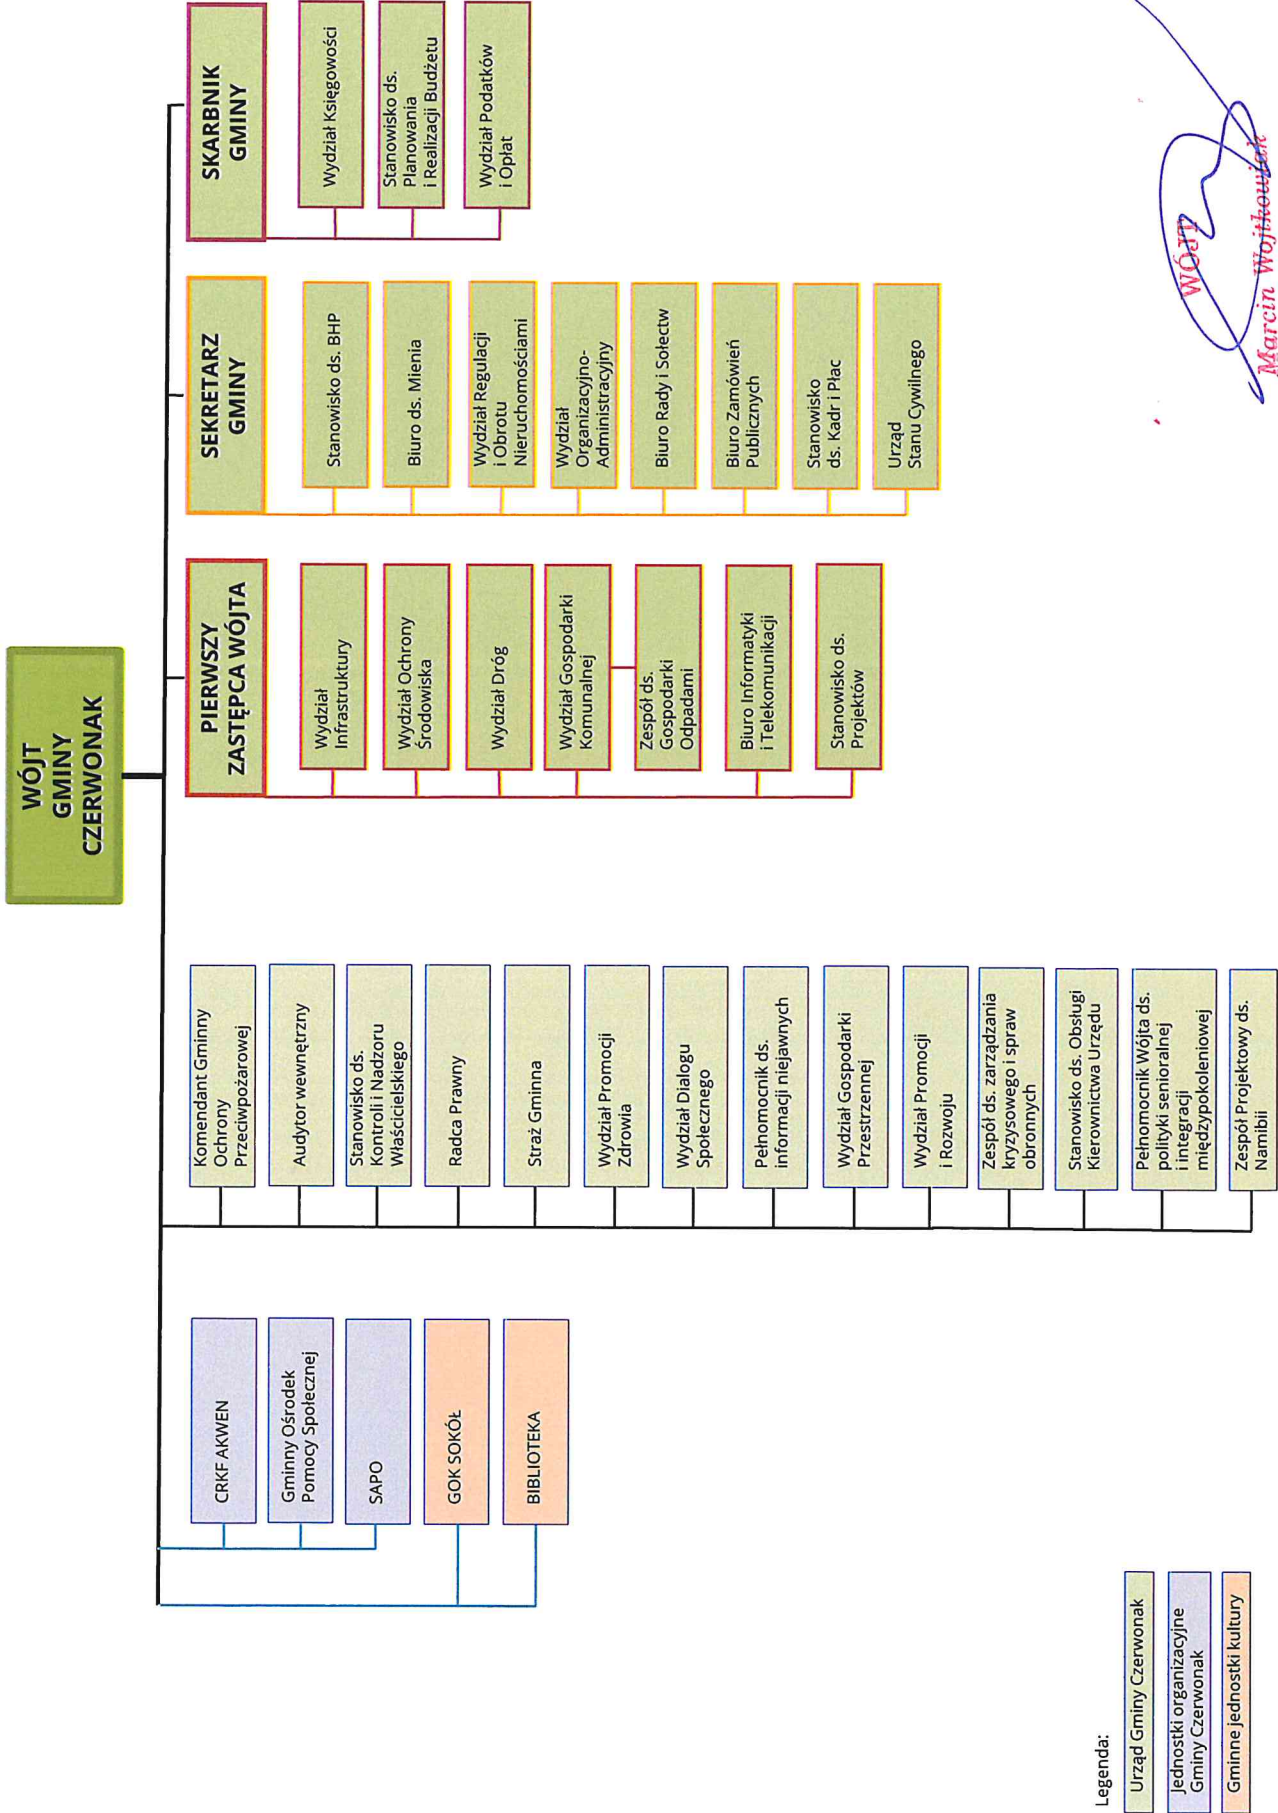 WÓJT
GMINY
CZERWONAK
CRKF AKWEN
Gminny Ośrodek
Pomocy Społecznej
SAPO
GOK SOKÓŁ
BIBLIOTEKA
Komendant Gminny
Ochrony
Przeciwpożarowej
Audytor wewnętrzny
Stanowisko ds.
Kontroli i Nadzoru
Właścicielskiego
Radca Prawny
Straż Gminna
Wydział Promocji
Zdrowia
Wydział Dialogu
Społecznego
Pełnomocnik ds.
informacji niejawnych
Wydział Gospodarki
Przestrzennej
Wydział Promocji
i Rozwoju
Zespół ds. zarządzania
kryzysowego i spraw
obronnych
Stanowisko ds. Obsługi
Kierownictwa Urzędu
Pełnomocnik Wójta ds.
polityki senioralnej
i integracji
międzypokoleniowej
Zespół Projektowy ds.
Namibii
PIERWSZY
ZASTĘPCA WÓJTA
Wydział
Infrastruktury
Wydział Ochrony
Środowiska
Wydział Dróg
Wydział Gospodarki
Komunalnej
Zespół ds.
Gospodarki
Odpadami
Biuro Informatyki
i Telekomunikacji
Stanowisko ds.
Projektów
SEKRETARZ
GMINY
Stanowisko ds. BHP
Biuro ds. Mienia
Wydział Regulacji
i Obrotu
Nieruchomościami
Wydział
Organizacyjno-
Administracyjny
Biuro Rady i Sołectw
Biuro Zamówień
Publicznych
Stanowisko
ds. Kadr i Płac
Urząd
Stanu Cywilnego
SKARBNIK
GMINY
Wydział Księgowości
Stanowisko ds.
Planowania
i Realizacji Budżetu
Wydział Podatków
i Opłat
Legenda:
Urząd Gminy Czerwonak
Jednostki organizacyjne
Gminy Czerwonak
Gminne jednostki kultury
WÓJT
Marcin Wojtkowiak